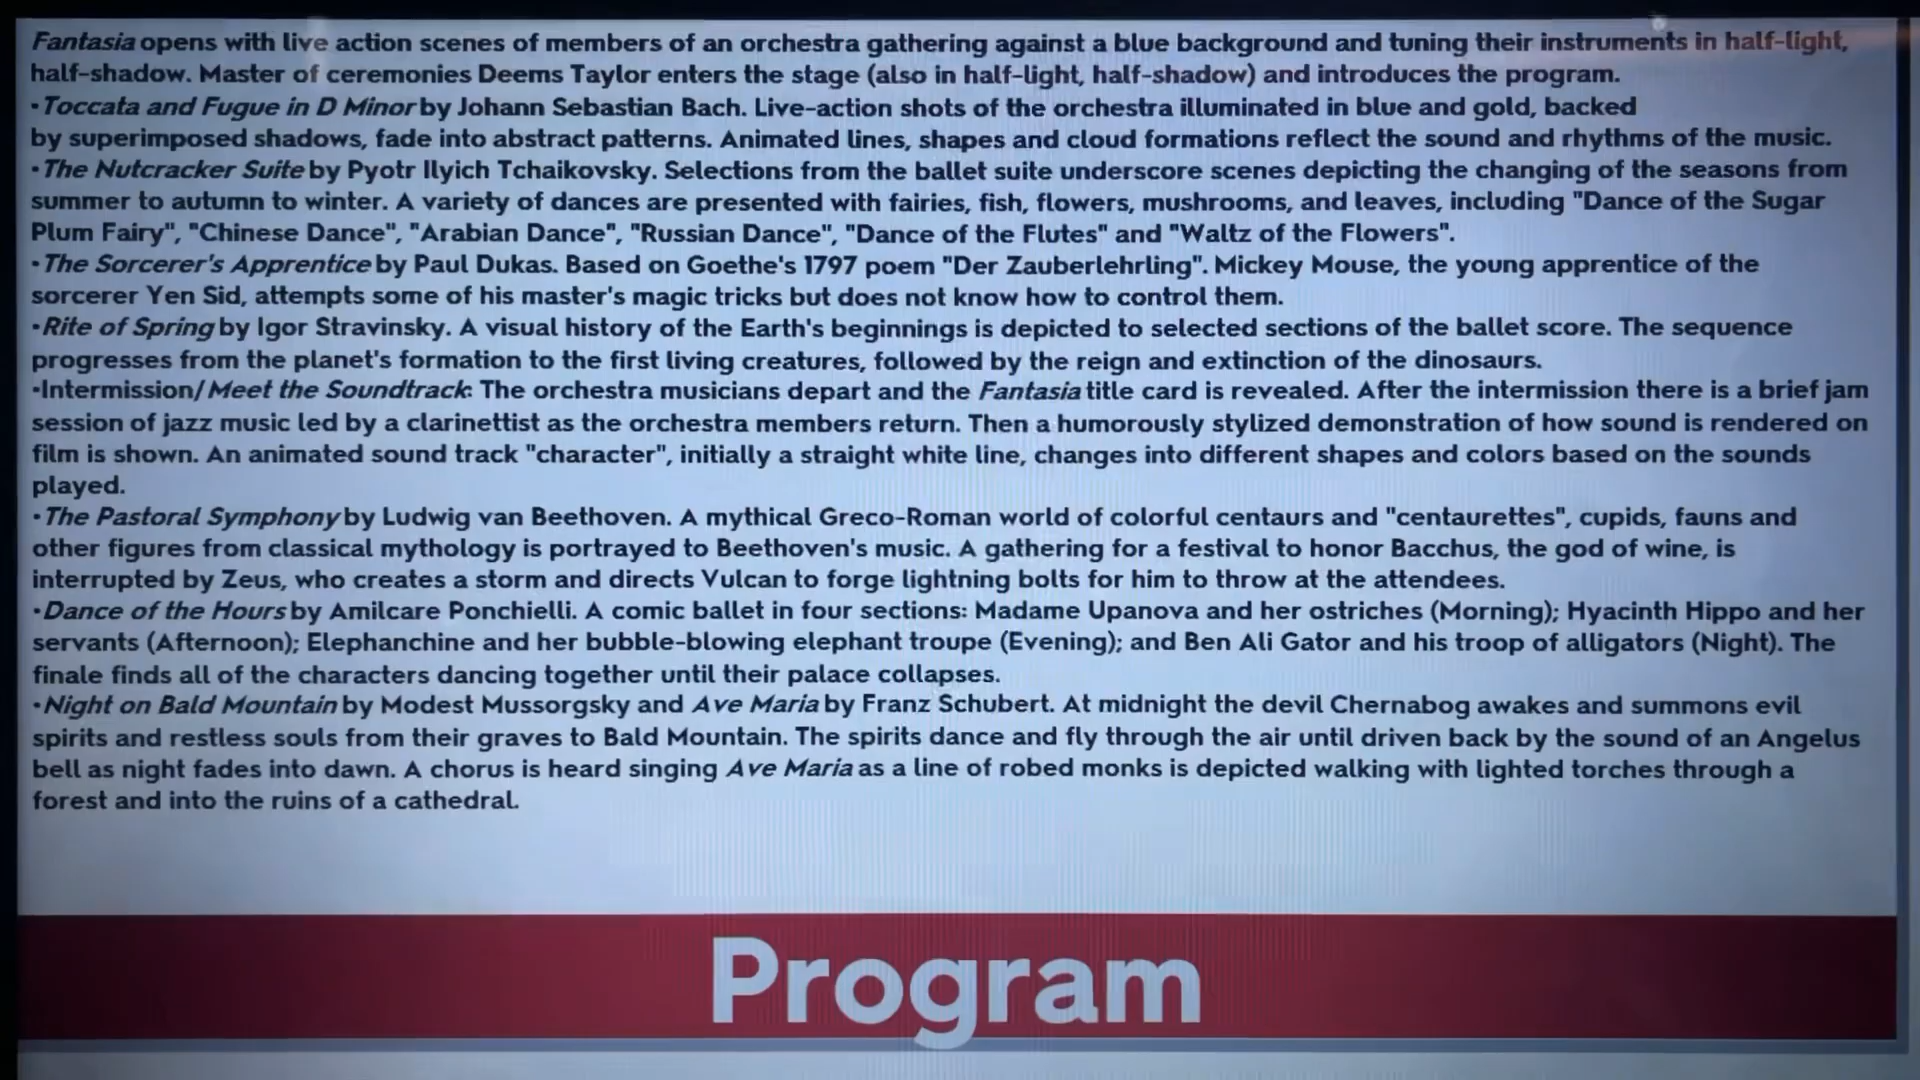 Fantasia opens with live action scenes of members of an orchestra gathering against a blue background and tuning their instruments in half-light,
half-shadow. Master of ceremonies Deems Taylor enters the stage (also in half-light, half-shadow) and introduces the program.
•Toccata and Fugue in D Minor by Johann Sebastian Bach. Live-action shots of the orchestra illuminated in blue and gold, backed
by superimposed shadows, fade into abstract patterns. Animated lines, shapes and cloud formations reflect the sound and rhythms of the music.
•The Nutcracker Suite by Pyotr Ilyich Tchaikovsky. Selections from the ballet suite underscore scenes depicting the changing of the seasons from
summer to autumn to winter. A variety of dances are presented with fairies, fish, flowers, mushrooms, and leaves, including "Dance of the Sugar
Plum Fairy", "Chinese Dance", "Arabian Dance", "Russian Dance", "Dance of the Flutes" and "Waltz of the Flowers".
•The Sorcerer's Apprentice by Paul Dukas. Based on Goethe's 1797 poem "Der Zauberlehrling". Mickey Mouse, the young apprentice of the
sorcerer Yen Sid, attempts some of his master's magic tricks but does not know how to control them.
•Rite of Spring by Igor Stravinsky. A visual history of the Earth's beginnings is depicted to selected sections of the ballet score. The sequence
progresses from the planet's formation to the first living creatures, followed by the reign and extinction of the dinosaurs.
•Intermission/Meet the Soundtrack: The orchestra musicians depart and the Fantasia title card is revealed. After the intermission there is a brief jam
session of jazz music led by a clarinettist as the orchestra members return. Then a humorously stylized demonstration of how sound is rendered on
film is shown. An animated sound track "character", initially a straight white line, changes into different shapes and colors based on the sounds
played.
•The Pastoral Symphony by Ludwig van Beethoven. A mythical Greco-Roman world of colorful centaurs and "centaurettes", cupids, fauns and
other figures from classical mythology is portrayed to Beethoven's music. A gathering for a festival to honor Bacchus, the god of wine, is
interrupted by Zeus, who creates a storm and directs Vulcan to forge lightning bolts for him to throw at the attendees.
•Dance of the Hours by Amilcare Ponchielli. A comic ballet in four sections: Madame Upanova and her ostriches (Morning); Hyacinth Hippo and her
servants (Afternoon); Elephanchine and her bubble-blowing elephant troupe (Evening); and Ben Ali Gator and his troop of alligators (Night). The
finale finds all of the characters dancing together until their palace collapses.
•Night on Bald Mountain by Modest Mussorgsky and Ave Maria by Franz Schubert. At midnight the devil Chernabog awakes and summons evil
spirits and restless souls from their graves to Bald Mountain. The spirits dance and fly through the air until driven back by the sound of an Angelus
bell as night fades into dawn. A chorus is heard singing Ave Maria as a line of robed monks is depicted walking with lighted torches through a
forest and into the ruins of a cathedral.
Program